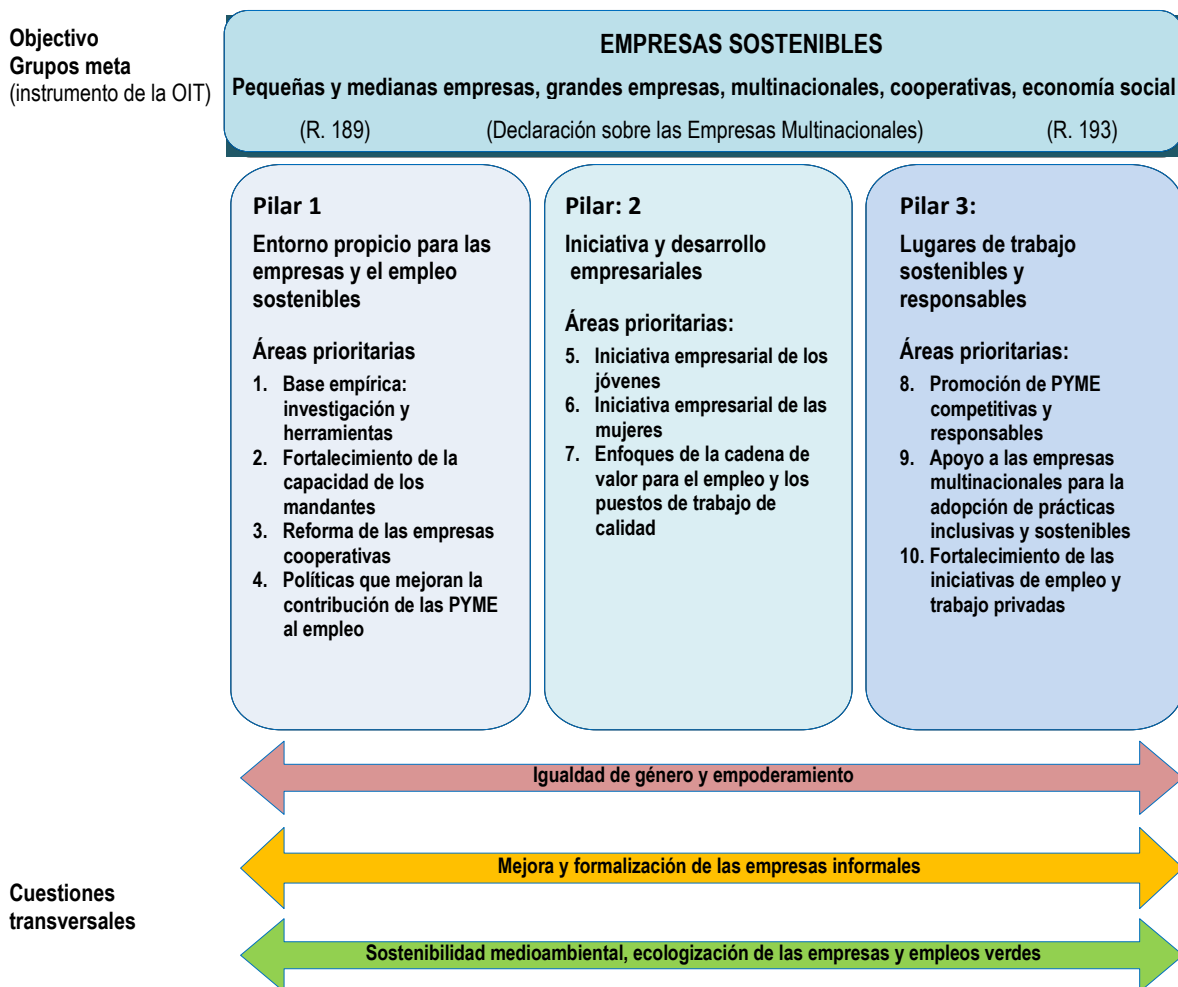 Objectivo
Grupos meta
(instrumento de la OIT)
EMPRESAS SOSTENIBLES
Pequeñas y medianas empresas, grandes empresas, multinacionales, cooperativas, economía social
(R. 189) (Declaración sobre las Empresas Multinacionales) (R. 193)
Pilar 1
Entorno propicio para las
empresas y el empleo
sostenibles
Áreas prioritarias
1. Base empírica:
investigación y
herramientas
2. Fortalecimiento de la
capacidad de los
mandantes
3. Reforma de las empresas
cooperativas
4. Políticas que mejoran la
contribución de las PYME
al empleo
Pilar: 2
Iniciativa y desarrollo
empresariales
Áreas prioritarias:
5. Iniciativa empresarial de los
jóvenes
6. Iniciativa empresarial de las
mujeres
7. Enfoques de la cadena de
valor para el empleo y los
puestos de trabajo de
calidad
Pilar 3:
Lugares de trabajo
sostenibles y
responsables
Áreas prioritarias:
8. Promoción de PYME
competitivas y
responsables
9. Apoyo a las empresas
multinacionales para la
adopción de prácticas
inclusivas y sostenibles
10. Fortalecimiento de las
iniciativas de empleo y
trabajo privadas
Igualdad de género y empoderamiento
Mejora y formalización de las empresas informales
Cuestiones
transversales
Sostenibilidad medioambiental, ecologización de las empresas y empleos verdes